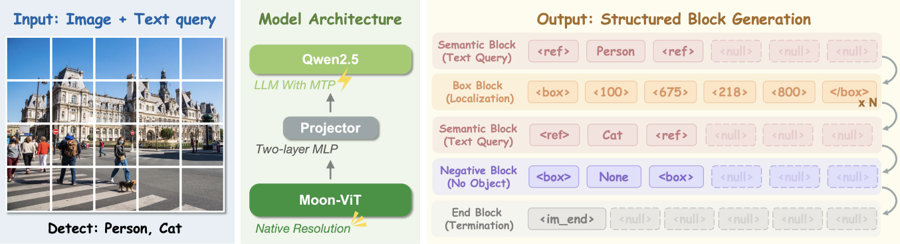 Input: Image + Text query
Detect: Person, Cat
Model Architecture
Qwen2.5
LLM With MTP
Projector
Two-layer MLP
Moon-ViT
Native Resolution
Output: Structured Block Generation
Semantic Block
(Text Query)
<ref> Person <ref> <null> <null> <null>
Box Block
(Localization)
<box> <100> <675> <218> <800> </box>
x N
Semantic Block
(Text Query)
<ref> Cat <ref> <null> <null> <null>
Negative Block
(No Object)
<box> None <box> <null> <null> <null>
End Block
(Termination)
<im_end> <null> <null> <null> <null> <null>